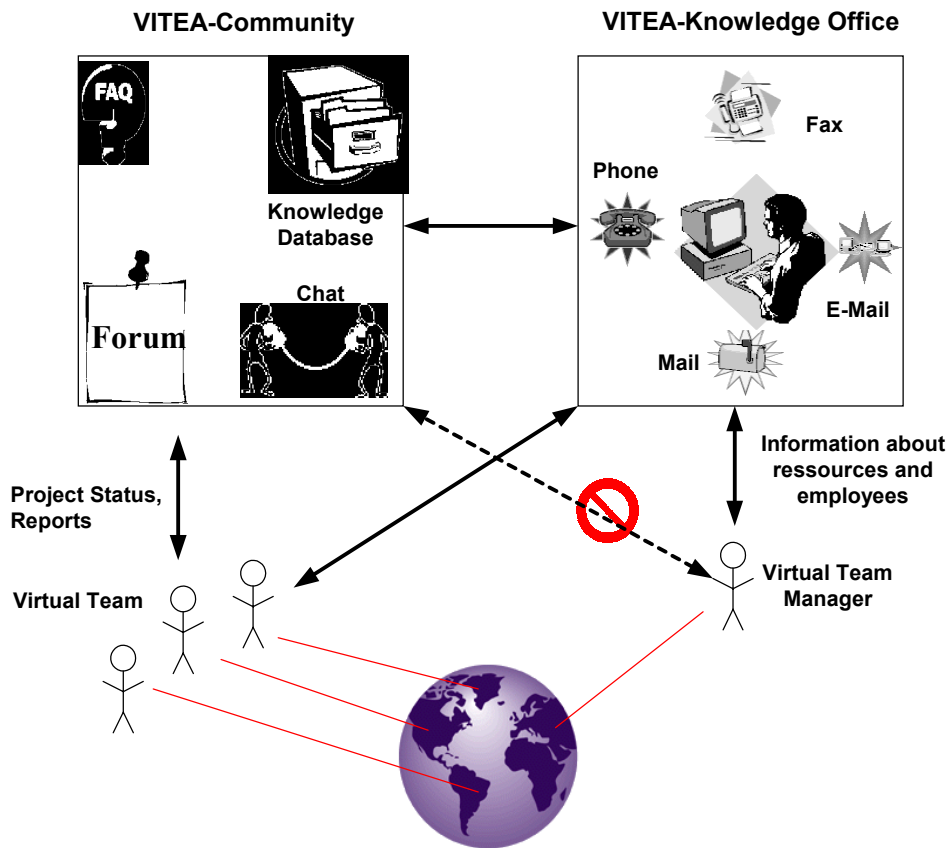 VITEA-Community
VITEA-Knowledge Office
FAQ
Knowledge
Database
Forum
Chat
Fax
Phone
E-Mail
Mail
Project Status,
Reports
Information about
ressources and
employees
Virtual Team
Virtual Team
Manager